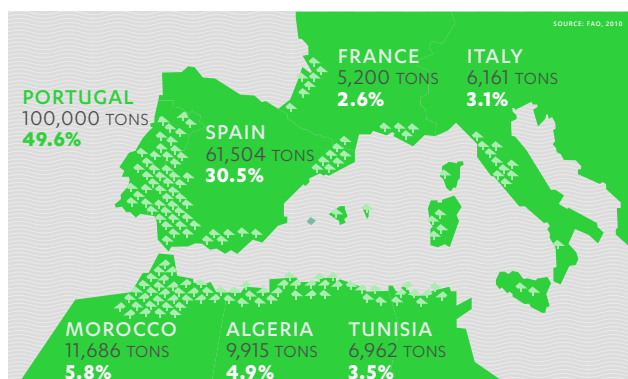 SOURCE: FAO, 2010
PORTUGAL
100,000 TONS
49.6%
SPAIN
61,504 TONS
30.5%
FRANCE
5,200 TONS
2.6%
ITALY
6,161 TONS
3.1%
MOROCCO
11,686 TONS
5.8%
ALGERIA
9,915 TONS
4.9%
TUNISIA
6,962 TONS
3.5%